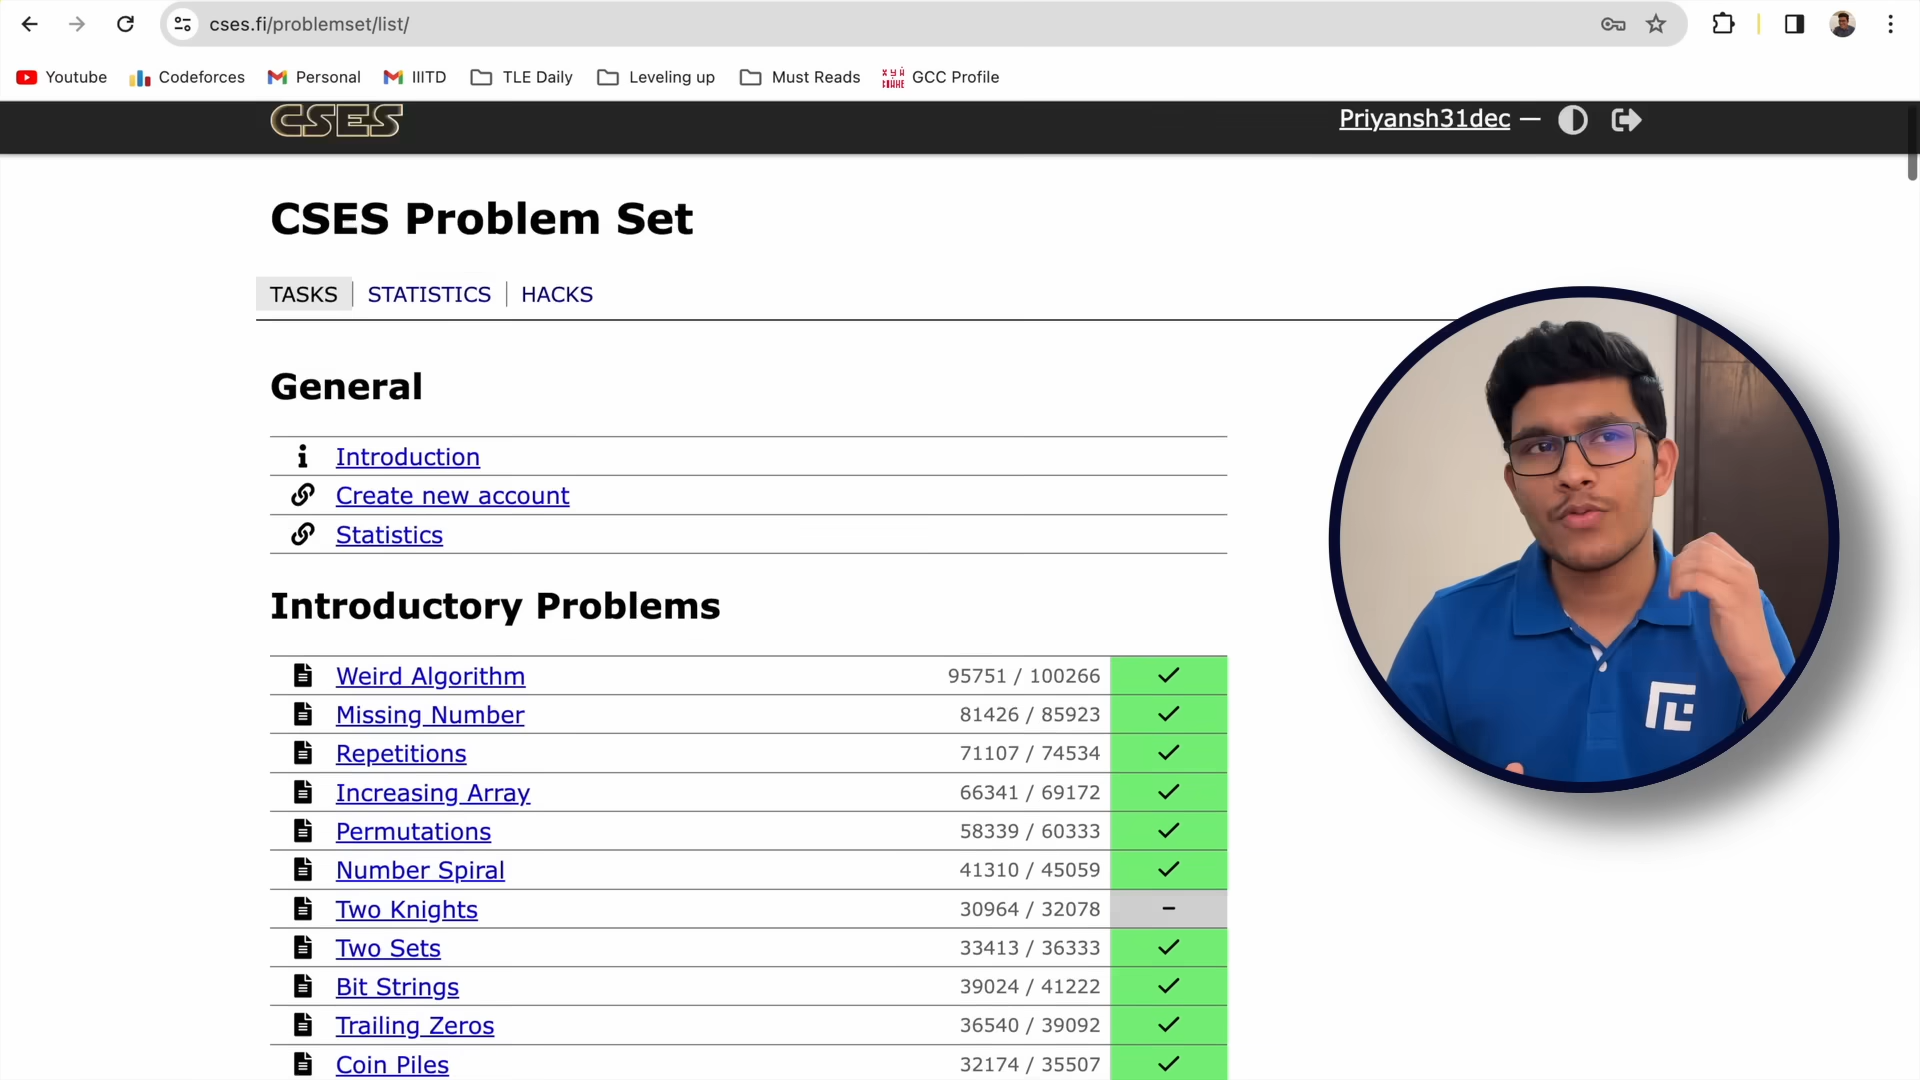 cses.fi/problemset/list/
Youtube Codeforces Personal IIITD TLE Daily Leveling up Must Reads GCC Profile
CSES Priyansh31dec —
CSES Problem Set
TASKS STATISTICS HACKS
General
Introduction
Create new account
Statistics
Introductory Problems
Weird Algorithm 95751 / 100266
Missing Number 81426 / 85923
Repetitions 71107 / 74534
Increasing Array 66341 / 69172
Permutations 58339 / 60333
Number Spiral 41310 / 45059
Two Knights 30964 / 32078 –
Two Sets 33413 / 36333
Bit Strings 39024 / 41222
Trailing Zeros 36540 / 39092
Coin Piles 32174 / 35507